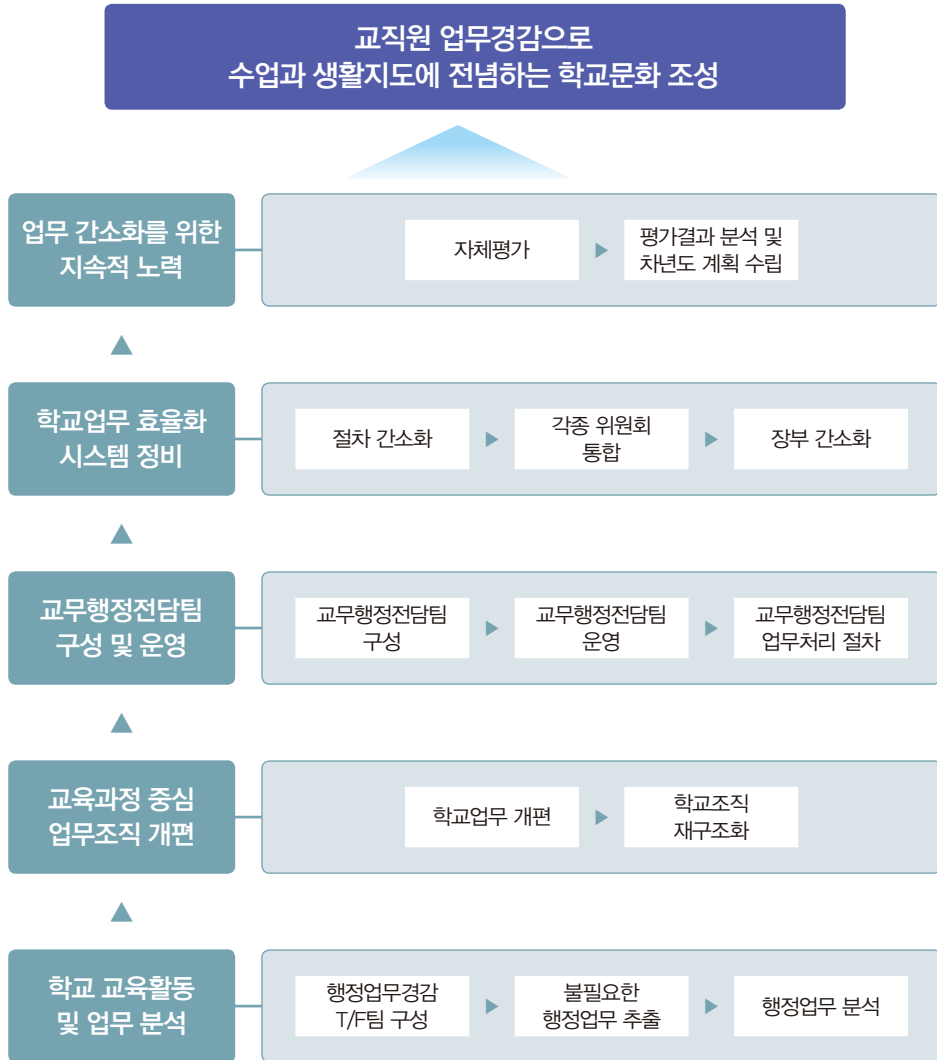 교직원 업무경감으로
수업과 생활지도에 전념하는 학교문화 조성
업무 간소화를 위한
지속적 노력
자체평가
평가결과 분석 및
차년도 계획 수립
학교업무 효율화
시스템 정비
절차 간소화
각종 위원회
통합
장부 간소화
교무행정전담팀
구성 및 운영
교무행정전담팀
구성
교무행정전담팀
운영
교무행정전담팀
업무처리 절차
교육과정 중심
업무조직 개편
학교업무 개편
학교조직
재구조화
학교 교육활동
및 업무 분석
행정업무경감
T/F팀 구성
불필요한
행정업무 추출
행정업무 분석